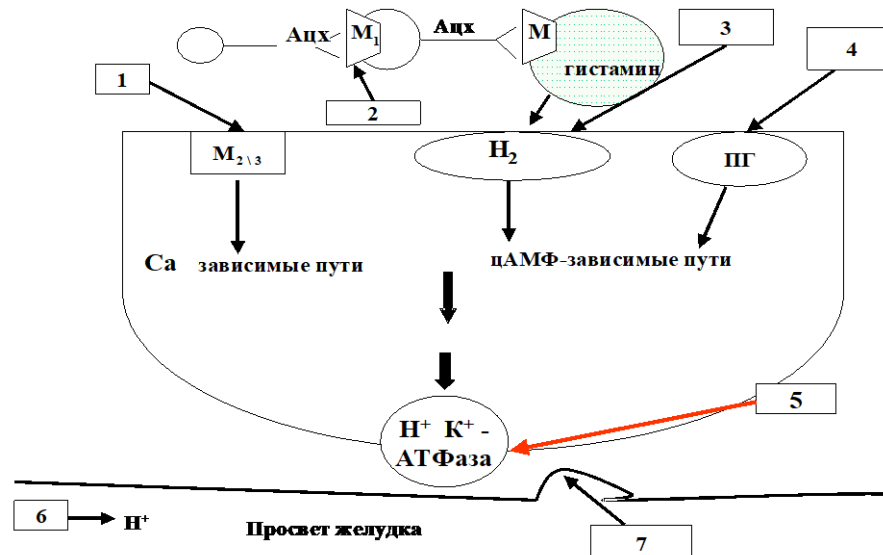 Ацх
М₁
Ацх
М
3
4
гистамин
1
2
М₂\₃
Н₂
ПГ
Са зависимые пути
цАМФ-зависимые пути
5
Н⁺ К⁺ -
АТФаза
6
Н⁺
Просвет желудка
7